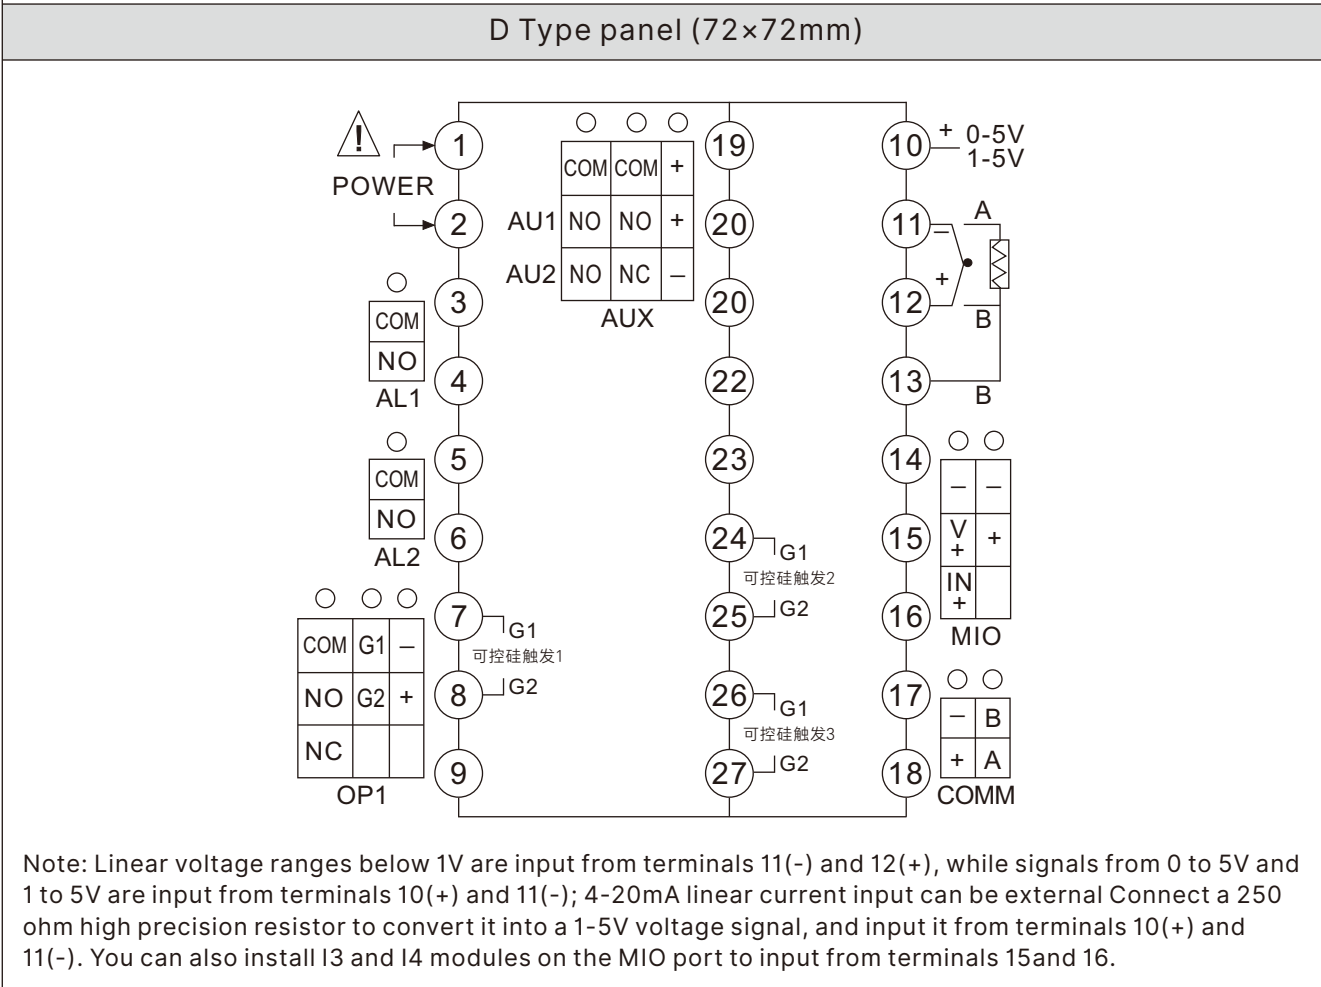 D Type panel (72×72mm)
!
POWER
1
2
3
4
5
6
7
8
9
COM
NO
AL1
COM
NO
AL2
COM G1 –
NO G2 +
NC
OP1
G1
可控硅触发1
G2
COM COM +
AU1 NO NO +
AU2 NO NC –
AUX
19
20
20
22
23
24
25
26
27
G1
可控硅触发2
G2
G1
可控硅触发3
G2
10
11
12
13
14
15
16
17
18
+ 0-5V
1-5V
–
+
A
B
B
– –
V+ +
IN+
MIO
– B
+ A
COMM
Note: Linear voltage ranges below 1V are input from terminals 11(-) and 12(+), while signals from 0 to 5V and
1 to 5V are input from terminals 10(+) and 11(-); 4-20mA linear current input can be external Connect a 250
ohm high precision resistor to convert it into a 1-5V voltage signal, and input it from terminals 10(+) and
11(-). You can also install I3 and I4 modules on the MIO port to input from terminals 15and 16.